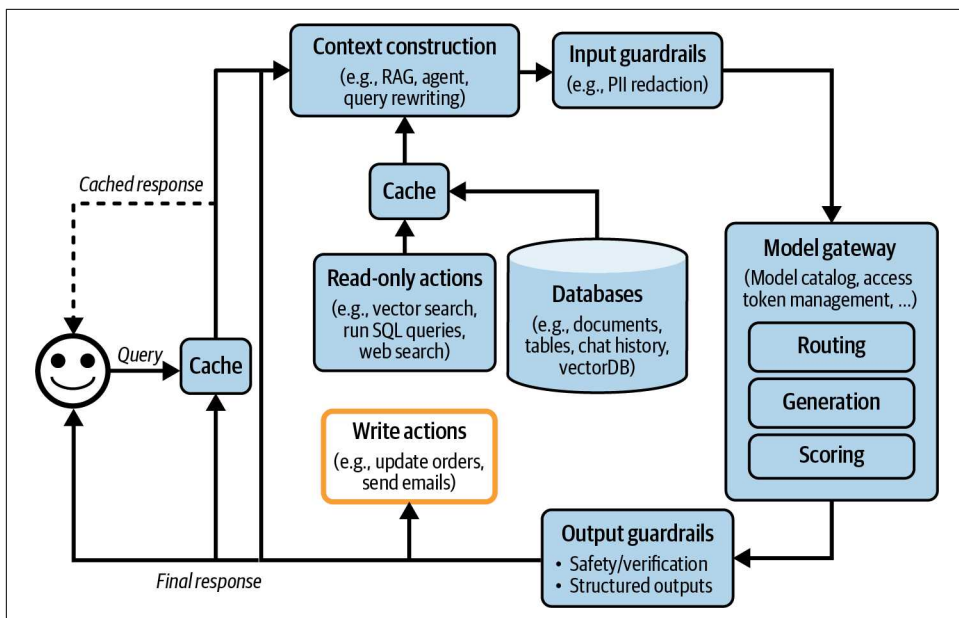 Context construction
(e.g., RAG, agent,
query rewriting)
Input guardrails
(e.g., PII redaction)
Cached response
Cache
Read-only actions
(e.g., vector search,
run SQL queries,
web search)
Databases
(e.g., documents,
tables, chat history,
vectorDB)
Model gateway
(Model catalog, access
token management, ...)
Routing
Generation
Scoring
Query
Cache
Write actions
(e.g., update orders,
send emails)
Output guardrails
• Safety/verification
• Structured outputs
Final response